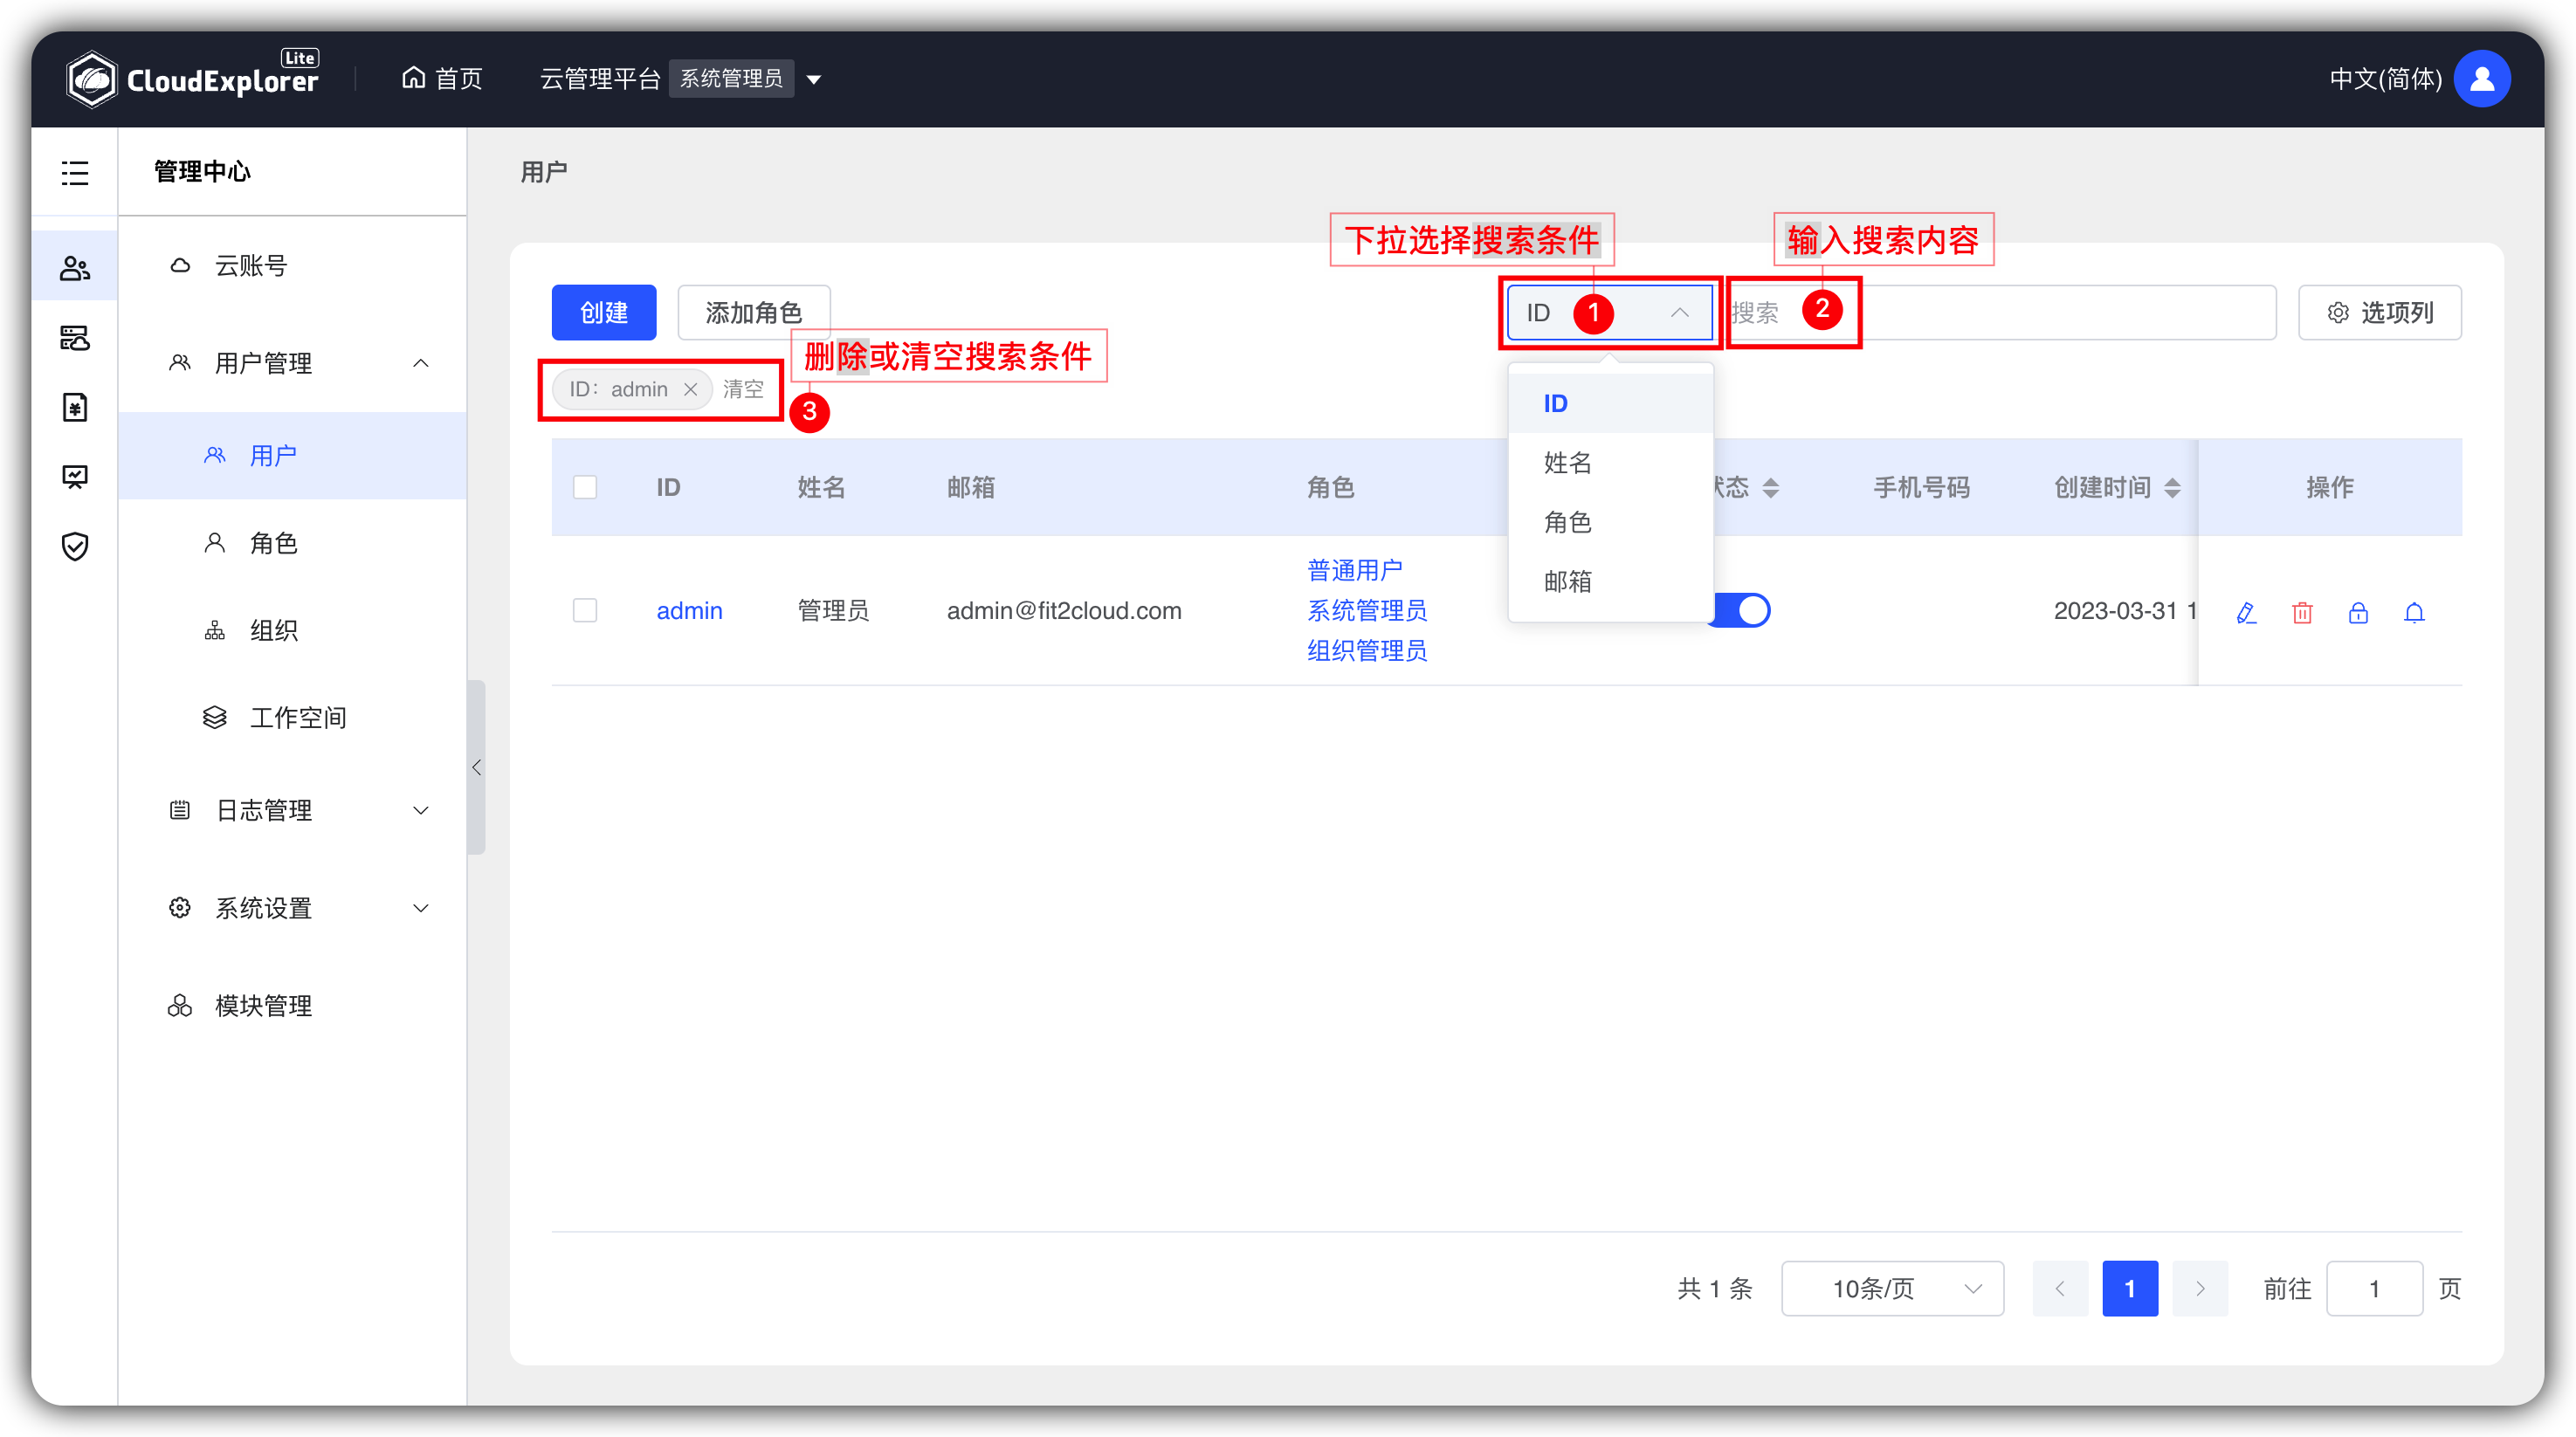 CloudExplorer Lite
首页
云管理平台 系统管理员
中文(简体)
管理中心
云账号
用户管理
用户
角色
组织
工作空间
日志管理
系统设置
模块管理
用户
下拉选择搜索条件
输入搜索内容
创建
添加角色
ID
1
搜索
2
选项列
删除或清空搜索条件
ID：admin
清空
3
ID
姓名
角色
邮箱
ID 姓名 邮箱 角色 状态 手机号码 创建时间 操作
admin 管理员 admin@fit2cloud.com
普通用户
系统管理员
组织管理员
2023-03-31 1
共 1 条 10条/页 1 前往 1 页